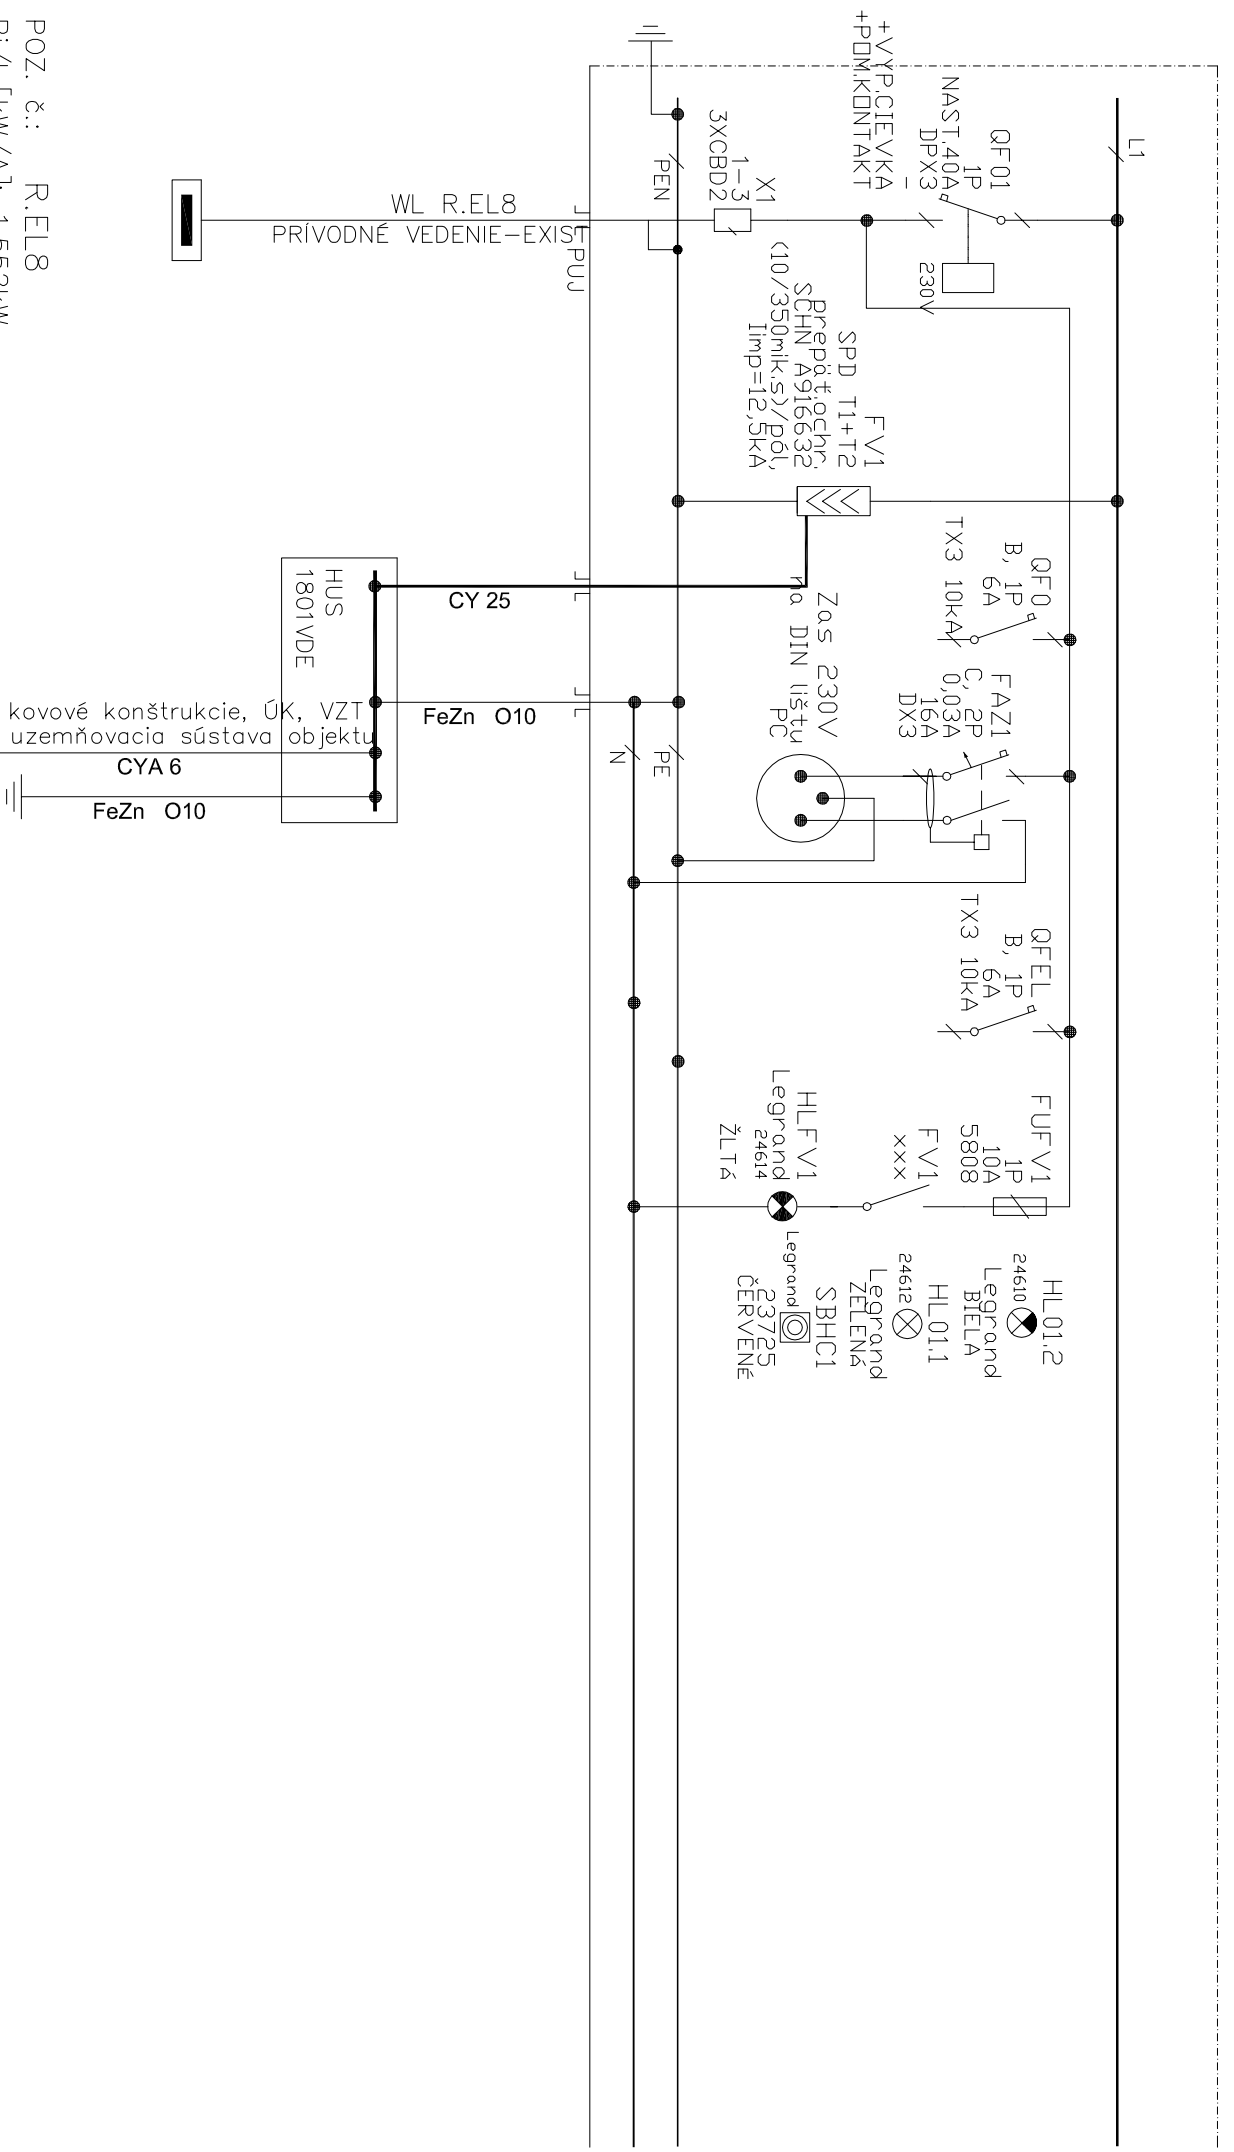 L1
QF01
1P
NAST.40A
DPX3
-
+VYP.CIEVKA
+POM.KONTAKT
230V
X1
1-3
3XCBD2
PEN
WL R.EL8
PRÍVODNÉ VEDENIE-EXIST
PUJ
POZ. č.: R.EL8
FV1
SPD T1+T2
prepäť.ochr.
SCHN A916632
(10/350mik.s)/pól,
Iimp=12,5kA
QF0
B, 1P
6A
TX3 10kA
FAZ1
C, 2P
0,03A
16A
DX3
Zas 230V
na DIN lištu
PC
PE
N
CY 25
FeZn O10
HUS
1801VDE
kovové konštrukcie, ÚK, VZT
uzemňovacia sústava objektu
CYA 6
FeZn O10
QFEL
B, 1P
6A
TX3 10kA
FUFV1
1P
10A
5808
FV1
xxx
HLFV1
Legrand
24614
ŽLTÁ
HL01.2
24610
Legrand
BIELA
HL01.1
24612
Legrand
ZELENÁ
SBHC1
Legrand
23725
ČERVENÉ